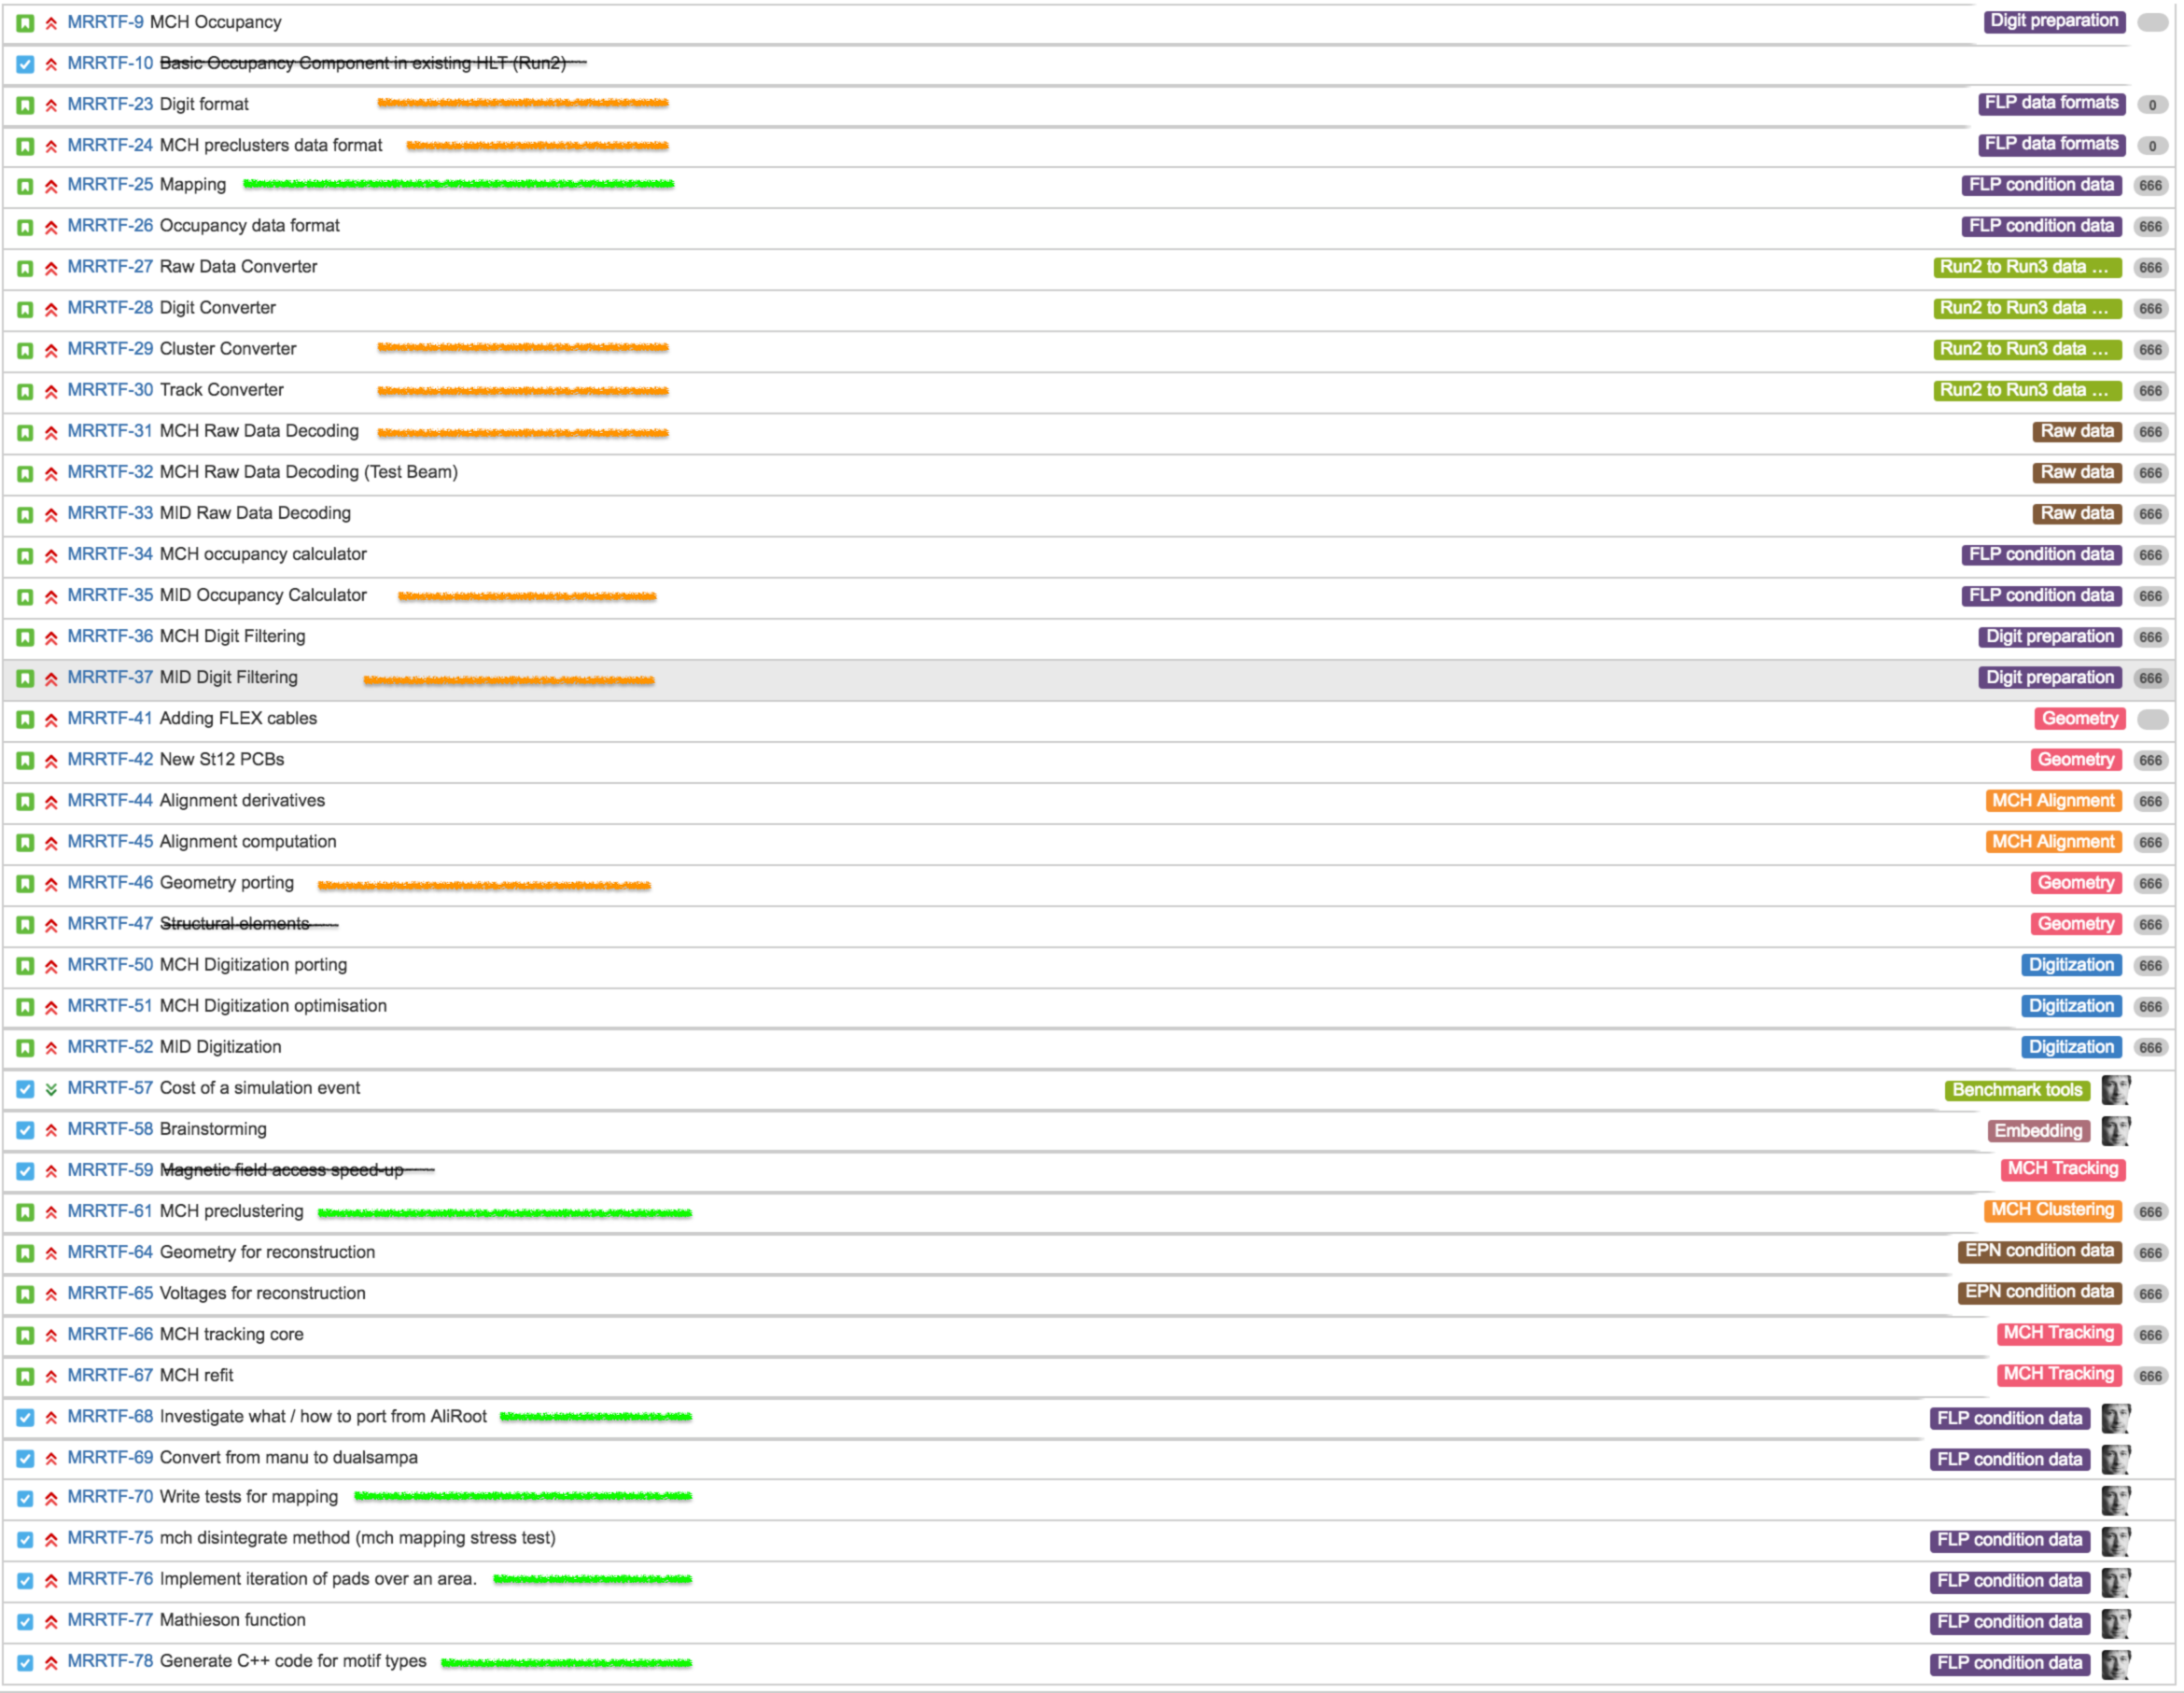 MRRTF-9 MCH Occupancy Digit preparation
MRRTF-10 Basic Occupancy Component in existing HLT (Run2)
MRRTF-23 Digit format FLP data formats 0
MRRTF-24 MCH preclusters data format FLP data formats 0
MRRTF-25 Mapping FLP condition data 666
MRRTF-26 Occupancy data format FLP condition data 666
MRRTF-27 Raw Data Converter Run2 to Run3 data ... 666
MRRTF-28 Digit Converter Run2 to Run3 data ... 666
MRRTF-29 Cluster Converter Run2 to Run3 data ... 666
MRRTF-30 Track Converter Run2 to Run3 data ... 666
MRRTF-31 MCH Raw Data Decoding Raw data 666
MRRTF-32 MCH Raw Data Decoding (Test Beam) Raw data 666
MRRTF-33 MID Raw Data Decoding Raw data 666
MRRTF-34 MCH occupancy calculator FLP condition data 666
MRRTF-35 MID Occupancy Calculator FLP condition data 666
MRRTF-36 MCH Digit Filtering Digit preparation 666
MRRTF-37 MID Digit Filtering Digit preparation 666
MRRTF-41 Adding FLEX cables Geometry
MRRTF-42 New St12 PCBs Geometry 666
MRRTF-44 Alignment derivatives MCH Alignment 666
MRRTF-45 Alignment computation MCH Alignment 666
MRRTF-46 Geometry porting Geometry 666
MRRTF-47 Structural elements Geometry 666
MRRTF-50 MCH Digitization porting Digitization 666
MRRTF-51 MCH Digitization optimisation Digitization 666
MRRTF-52 MID Digitization Digitization 666
MRRTF-57 Cost of a simulation event Benchmark tools
MRRTF-58 Brainstorming Embedding
MRRTF-59 Magnetic field access speed-up MCH Tracking
MRRTF-61 MCH preclustering MCH Clustering 666
MRRTF-64 Geometry for reconstruction EPN condition data 666
MRRTF-65 Voltages for reconstruction EPN condition data 666
MRRTF-66 MCH tracking core MCH Tracking 666
MRRTF-67 MCH refit MCH Tracking 666
MRRTF-68 Investigate what / how to port from AliRoot FLP condition data
MRRTF-69 Convert from manu to dualsampa FLP condition data
MRRTF-70 Write tests for mapping
MRRTF-75 mch disintegrate method (mch mapping stress test) FLP condition data
MRRTF-76 Implement iteration of pads over an area. FLP condition data
MRRTF-77 Mathieson function FLP condition data
MRRTF-78 Generate C++ code for motif types FLP condition data